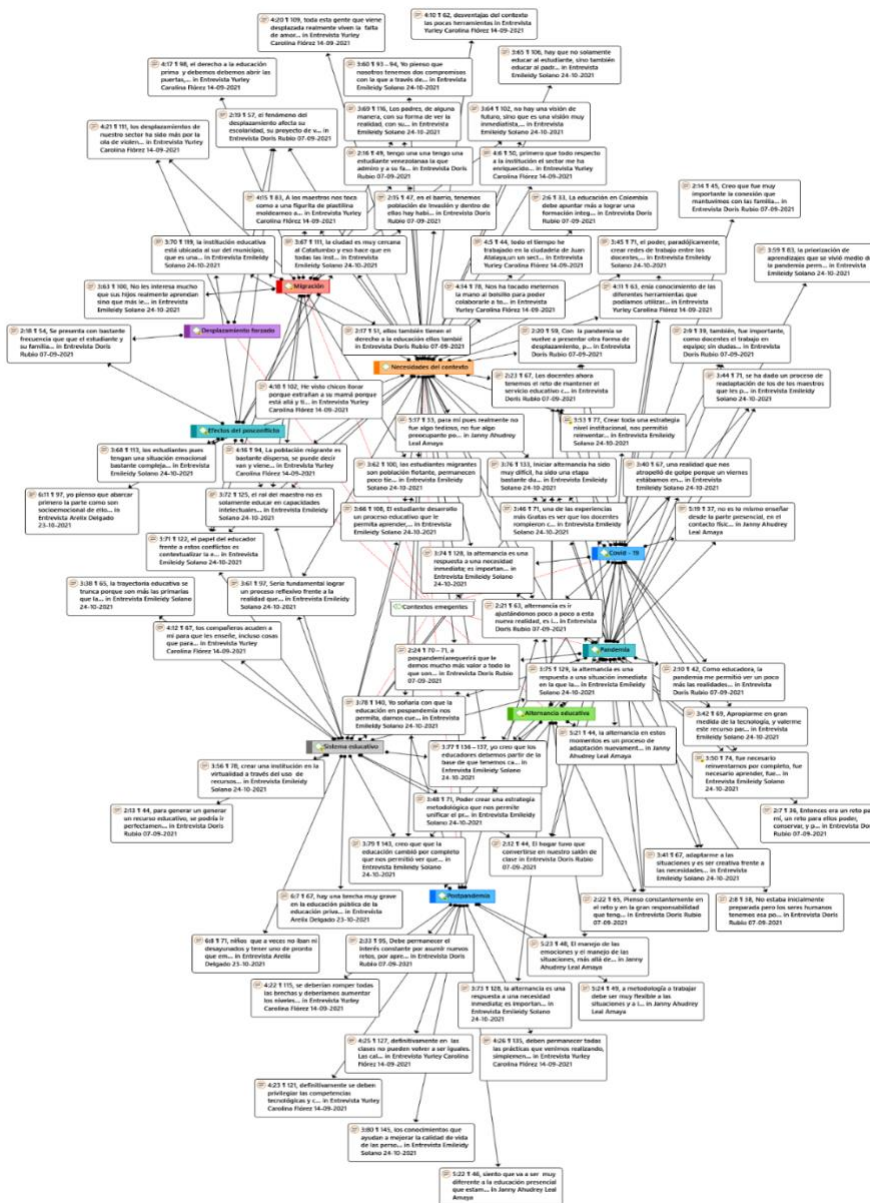 4:20 ¶ 109, toda esta gente que viene
desplazada realmente viven la falta
de amor... in Entrevista Yurley
Carolina Flórez 14-09-2021
4:10 ¶ 62, desventajas del contexto
las pocas herramientas in Entrevista
Yurley Carolina Flórez 14-09-2021
4:17 ¶ 98, el derecho a la educación
prima y debemos debemos abrir las
puertas,... in Entrevista Yurley
Carolina Flórez 14-09-2021
3:60 ¶ 93 – 94, Yo pienso que
nosotros tenemos dos compromisos
con la que a través de... in Entrevista
Emileidy Solano 24-10-2021
3:65 ¶ 106, hay que no solamente
educar al estudiante, sino también
educar al padr... in Entrevista
Emileidy Solano 24-10-2021
4:21 ¶ 111, los desplazamientos de
nuestro sector ha sido más por la
ola de violen... in Entrevista Yurley
Carolina Flórez 14-09-2021
2:19 ¶ 57, el fenómeno del
desplazamiento afecta su
escolaridad, su proyecto de v... in
Entrevista Doris Rubio 07-09-2021
3:69 ¶ 116, Los padres, de alguna
manera, con su forma de ver la
realidad, con su... in Entrevista
Emileidy Solano 24-10-2021
3:64 ¶ 102, no hay una visión de
futuro, sino que es una visión muy
inmediatista,... in Entrevista
Emileidy Solano 24-10-2021
2:16 ¶ 49, tengo una una tengo una
estudiante venezolana la que
admiro y a su fa... in Entrevista Doris
Rubio 07-09-2021
4:6 ¶ 50, primero que todo respecto
a la institución el sector me ha
enriquecido... in Entrevista Yurley
Carolina Flórez 14-09-2021
2:14 ¶ 45, Creo que fue muy
importante la conexión que
mantuvimos con las familia... in
Entrevista Doris Rubio 07-09-2021
4:15 ¶ 83, A los maestros nos toca
como a una figurita de plastilina
moldearnos a... in Entrevista Yurley
Carolina Flórez 14-09-2021
2:15 ¶ 47, en el barrio, tenemos
población de invasión y dentro de
ellas hay habi... in Entrevista Doris
Rubio 07-09-2021
2:6 ¶ 33, La educación en Colombia
debe apuntar más a lograr una
formación integ... in Entrevista Doris
Rubio 07-09-2021
3:70 ¶ 119, la institución educativa
está ubicada al sur del municipio,
que es una... in Entrevista Emileidy
Solano 24-10-2021
3:67 ¶ 111, la ciudad es muy cercana
al Catatumbo y eso hace que en
todas las inst... in Entrevista
Emileidy Solano 24-10-2021
4:5 ¶ 44, todo el tiempo he
trabajado en la ciudadela de Juan
Atalaya,un un sect... in Entrevista
Yurley Carolina Flórez 14-09-2021
3:45 ¶ 71, el poder, paradójicamente,
crear redes de trabajo entre los
docentes,... in Entrevista Emileidy
Solano 24-10-2021
3:59 ¶ 83, la priorización de
aprendizajes que se vivió medio de
la pandemia perm... in Entrevista
Emileidy Solano 24-10-2021
3:63 ¶ 100, No les interesa mucho
que sus hijos realmente aprendan
sino que más le... in Entrevista
Emileidy Solano 24-10-2021
Migración
4:14 ¶ 78, Nos ha tocado meternos
la mano al bolsillo para poder
colaborarle a to... in Entrevista
Yurley Carolina Flórez 14-09-2021
4:11 ¶ 63, enia conocimiento de las
diferentes herramientas que
podíamos utilizar... in Entrevista
Yurley Carolina Flórez 14-09-2021
2:18 ¶ 54, Se presenta con bastante
frecuencia que que el estudiante y
su familia... in Entrevista Doris
Rubio 07-09-2021
Desplazamiento forzado
2:17 ¶ 51, ellos también tienen el
derecho a la educación ellos tambié
in Entrevista Doris Rubio
07-09-2021
2:20 ¶ 59, Con la pandemia se
vuelve a presentar otra forma de
desplazamiento, p... in Entrevista
Doris Rubio 07-09-2021
2:9 ¶ 39, también, fue importante,
como docentes el trabajo en
equipo; sin dudas... in Entrevista
Doris Rubio 07-09-2021
Necesidades del contexto
2:23 ¶ 67, Los docentes ahora
tenemos el reto de mantener el
servicio educativo c... in Entrevista
Doris Rubio 07-09-2021
3:44 ¶ 71, se ha dado un proceso de
readaptación de los de los maestros
que les p... in Entrevista Emileidy
Solano 24-10-2021
4:18 ¶ 102, He visto chicos llorar
porque extrañan a su mamá porque
está allá y ti... in Entrevista Yurley
Carolina Flórez 14-09-2021
Efectos del posconflicto
5:17 ¶ 33, para mí pues realmente no
fue algo tedioso, no fue algo
preocupante po... in Janny Ahudrey
Leal Amaya
3:53 ¶ 77, Crear toda una estrategia
nivel institucional, nos permitió
reinventar... in Entrevista Emileidy
Solano 24-10-2021
3:68 ¶ 113, los estudiantes pues
tengan una situación emocional
bastante compleja... in Entrevista
Emileidy Solano 24-10-2021
4:16 ¶ 94, La población migrante es
bastante disperso, se puede decir
van y viene... in Entrevista Yurley
Carolina Flórez 14-09-2021
3:62 ¶ 100, los estudiantes migrantes
son población flotante, permanecen
poco tie... in Entrevista Emileidy
Solano 24-10-2021
3:76 ¶ 133, Iniciar alternancia ha sido
muy difícil, ha sido una etapa
bastante du... in Entrevista Emileidy
Solano 24-10-2021
3:40 ¶ 67, una realidad que nos
atropelló de golpe porque un viernes
estábamos en... in Entrevista
Emileidy Solano 24-10-2021
6:11 ¶ 97, yo pienso que abarcar
primero la parte como son
socioemocional de ello... in
Entrevista Arelix Delgado
23-10-2021
3:72 ¶ 125, el rol del maestro no es
solamente educar en capacidades
intelectuales... in Entrevista
Emileidy Solano 24-10-2021
3:66 ¶ 108, El estudiante desarrollo
un proceso educativo que le
permita aprender,... in Entrevista
Emileidy Solano 24-10-2021
3:46 ¶ 71, una de las experiencias
más Gratas es ver que los docentes
rompieron c... in Entrevista
Emileidy Solano 24-10-2021
5:19 ¶ 37, no es lo mismo enseñar
desde la parte presencial, en el
contacto físic... in Janny Ahudrey
Leal Amaya
3:71 ¶ 122, el papel del educador
frente a estos conflictos es
contextualizar la e... in Entrevista
Emileidy Solano 24-10-2021
3:74 ¶ 128, la alternancia es una
respuesta a una necesidad
inmediata; es importan... in
Entrevista Emileidy Solano
24-10-2021
Covid - 19
3:38 ¶ 65, la trayectoria educativa se
trunca porque son más las primarias
que la... in Entrevista Emileidy
Solano 24-10-2021
3:61 ¶ 97, Sería fundamental lograr
un proceso reflexivo frente a la
realidad que... in Entrevista
Emileidy Solano 24-10-2021
Contextos emegentes
2:21 ¶ 63, alternancia es ir
ajustándonos poco a poco a esta
nueva realidad, es i... in Entrevista
Doris Rubio 07-09-2021
4:12 ¶ 67, los compañeros acuden a
mí para que les enseñe, incluso cosas
que para... in Entrevista Yurley
Carolina Flórez 14-09-2021
2:24 ¶ 70 – 71, a
pospandemiarequerirá que le
demos mucho más valor a todo lo
que son... in Entrevista Doris Rubio
07-09-2021
Pandemia
3:75 ¶ 129, la alternancia es una
respuesta a una situación inmediata
en la que la... in Entrevista Emileidy
Solano 24-10-2021
2:10 ¶ 42, Como educadora, la
pandemia me permitió ver un poco
más las realidades... in Entrevista
Doris Rubio 07-09-2021
3:78 ¶ 140, Yo soñaría con que la
educación en pospandemia nos
permita, darnos cue... in Entrevista
Emileidy Solano 24-10-2021
Alternancia educativa
3:42 ¶ 69, Apropiarme en gran
medida de la tecnología, y valerme
este recurso par... in Entrevista
Emileidy Solano 24-10-2021
Sistema educativo
3:77 ¶ 136 – 137, yo creo que los
educadores debemos partir de la
base de que tenemos ca... in
Entrevista Emileidy Solano
24-10-2021
5:21 ¶ 44, la alternancia en estos
momentos es un proceso de
adaptación nuevament... in Janny
Ahudrey Leal Amaya
3:50 ¶ 74, fue necesario
reinventarnos por completo, fue
necesario aprender, fue... in
Entrevista Emileidy Solano
24-10-2021
3:56 ¶ 78, crear una institución en la
virtualidad a través del uso de
recursos... in Entrevista Emileidy
Solano 24-10-2021
3:48 ¶ 71, Poder crear una estrategia
metodológica que nos permite
unificar el pr... in Entrevista
Emileidy Solano 24-10-2021
2:13 ¶ 44, para generar un generar
un recurso educativo, se podría ir
perfectamen... in Entrevista Doris
Rubio 07-09-2021
2:7 ¶ 36, Entonces era un reto para
mí, un reto para ellos poder,
conservar, y p... in Entrevista Doris
Rubio 07-09-2021
3:79 ¶ 143, creo que que la
educación cambió por completo
que nos permitió ver que... in
Entrevista Emileidy Solano
24-10-2021
2:12 ¶ 44, El hogar tuvo que
convertirse en nuestro salón de
clase in Entrevista Doris Rubio
07-09-2021
3:41 ¶ 67, adaptarme a las
situaciones y es ser creativa frente a
las necesidades... in Entrevista
Emileidy Solano 24-10-2021
6:7 ¶ 67, hay una brecha muy grave
en la educación pública de la
educación priva... in Entrevista
Arelix Delgado 23-10-2021
Postpandemia
2:22 ¶ 65, Pienso constantemente en
el reto y en la gran responsabilidad
que teng... in Entrevista Doris Rubio
07-09-2021
2:8 ¶ 38, No estaba inicialmente
preparada pero los seres humanos
tenemos esa po... in Entrevista Doris
Rubio 07-09-2021
6:8 ¶ 71, niños que a veces no iban ni
desayunados y tener uno de pronto
que em... in Entrevista Arelix
Delgado 23-10-2021
2:33 ¶ 95, Debe permanecer el
interés constante por asumir nuevos
retos, por apre... in Entrevista Doris
Rubio 07-09-2021
5:23 ¶ 48, El manejo de las
emociones y el manejo de las
situaciones, más allá de... in Janny
Ahudrey Leal Amaya
4:22 ¶ 115, se deberían romper todas
las brechas y deberíamos aumentar
los niveles... in Entrevista Yurley
Carolina Flórez 14-09-2021
3:73 ¶ 128, la alternancia es una
respuesta a una necesidad
inmediata; es importan... in
Entrevista Emileidy Solano
24-10-2021
5:24 ¶ 49, a metodología a trabajar
debe ser muy flexible a las
situaciones y a l... in Janny Ahudrey
Leal Amaya
4:25 ¶ 127, definitivamente en las
clases no pueden volver a ser iguales.
Las cal... in Entrevista Yurley Carolina
Flórez 14-09-2021
4:26 ¶ 135, deben permanecer todas
las prácticas que venimos realizando,
simplemen... in Entrevista Yurley
Carolina Flórez 14-09-2021
4:23 ¶ 121, definitivamente se deben
privilegiar las competencias
tecnológicas y c... in Entrevista
Yurley Carolina Flórez 14-09-2021
3:80 ¶ 145, los conocimientos que
ayudan a mejorar la calidad de vida
de las perso... in Entrevista Emileidy
Solano 24-10-2021
5:22 ¶ 46, siento que va a ser muy
diferente a la educación presencial
que estam... in Janny Ahudrey Leal
Amaya